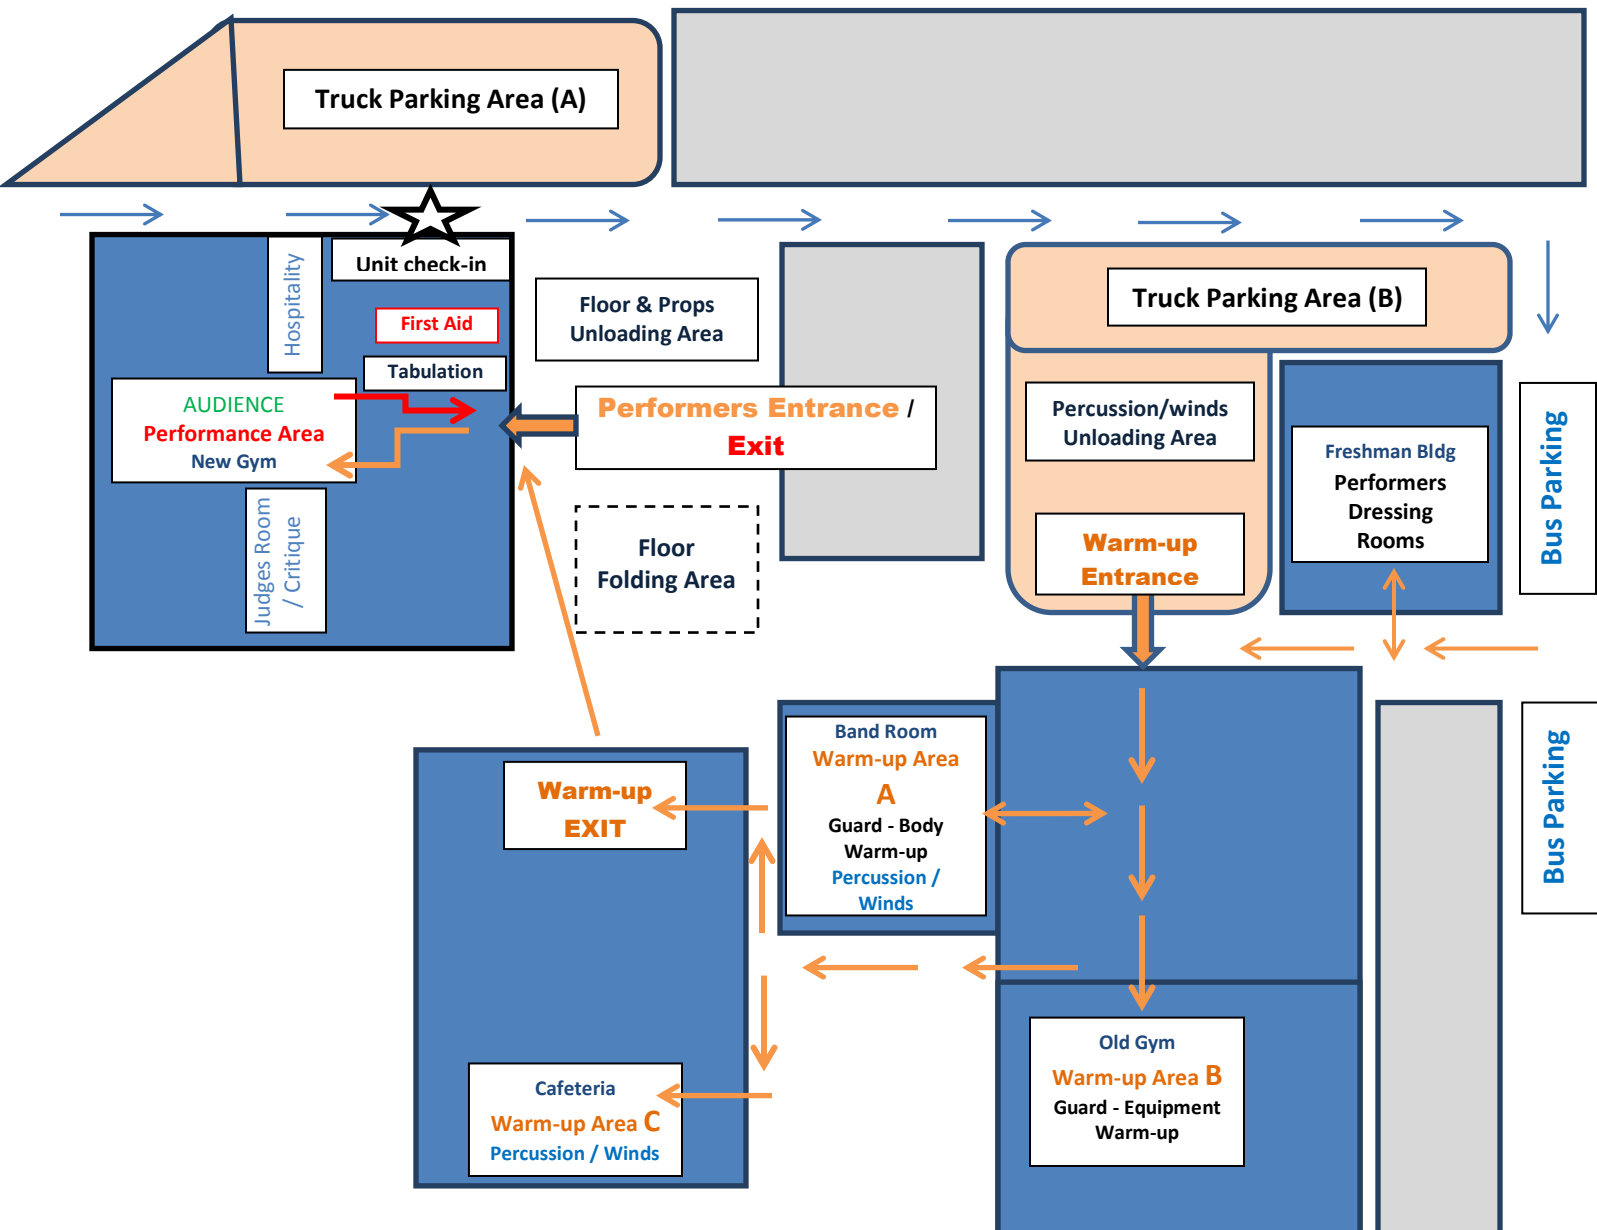 Truck Parking Area (A)
Unit check-in
Hospitality
First Aid
Tabulation
AUDIENCE
Performance Area
New Gym
Judges Room
/ Critique
Floor & Props
Unloading Area
Performers Entrance /
Exit
Floor
Folding Area
Truck Parking Area (B)
Percussion/winds
Unloading Area
Warm-up
Entrance
Freshman Bldg
Performers
Dressing
Rooms
Bus Parking
Bus Parking
Warm-up
EXIT
Band Room
Warm-up Area
A
Guard - Body
Warm-up
Percussion /
Winds
Cafeteria
Warm-up Area C
Percussion / Winds
Old Gym
Warm-up Area B
Guard - Equipment
Warm-up